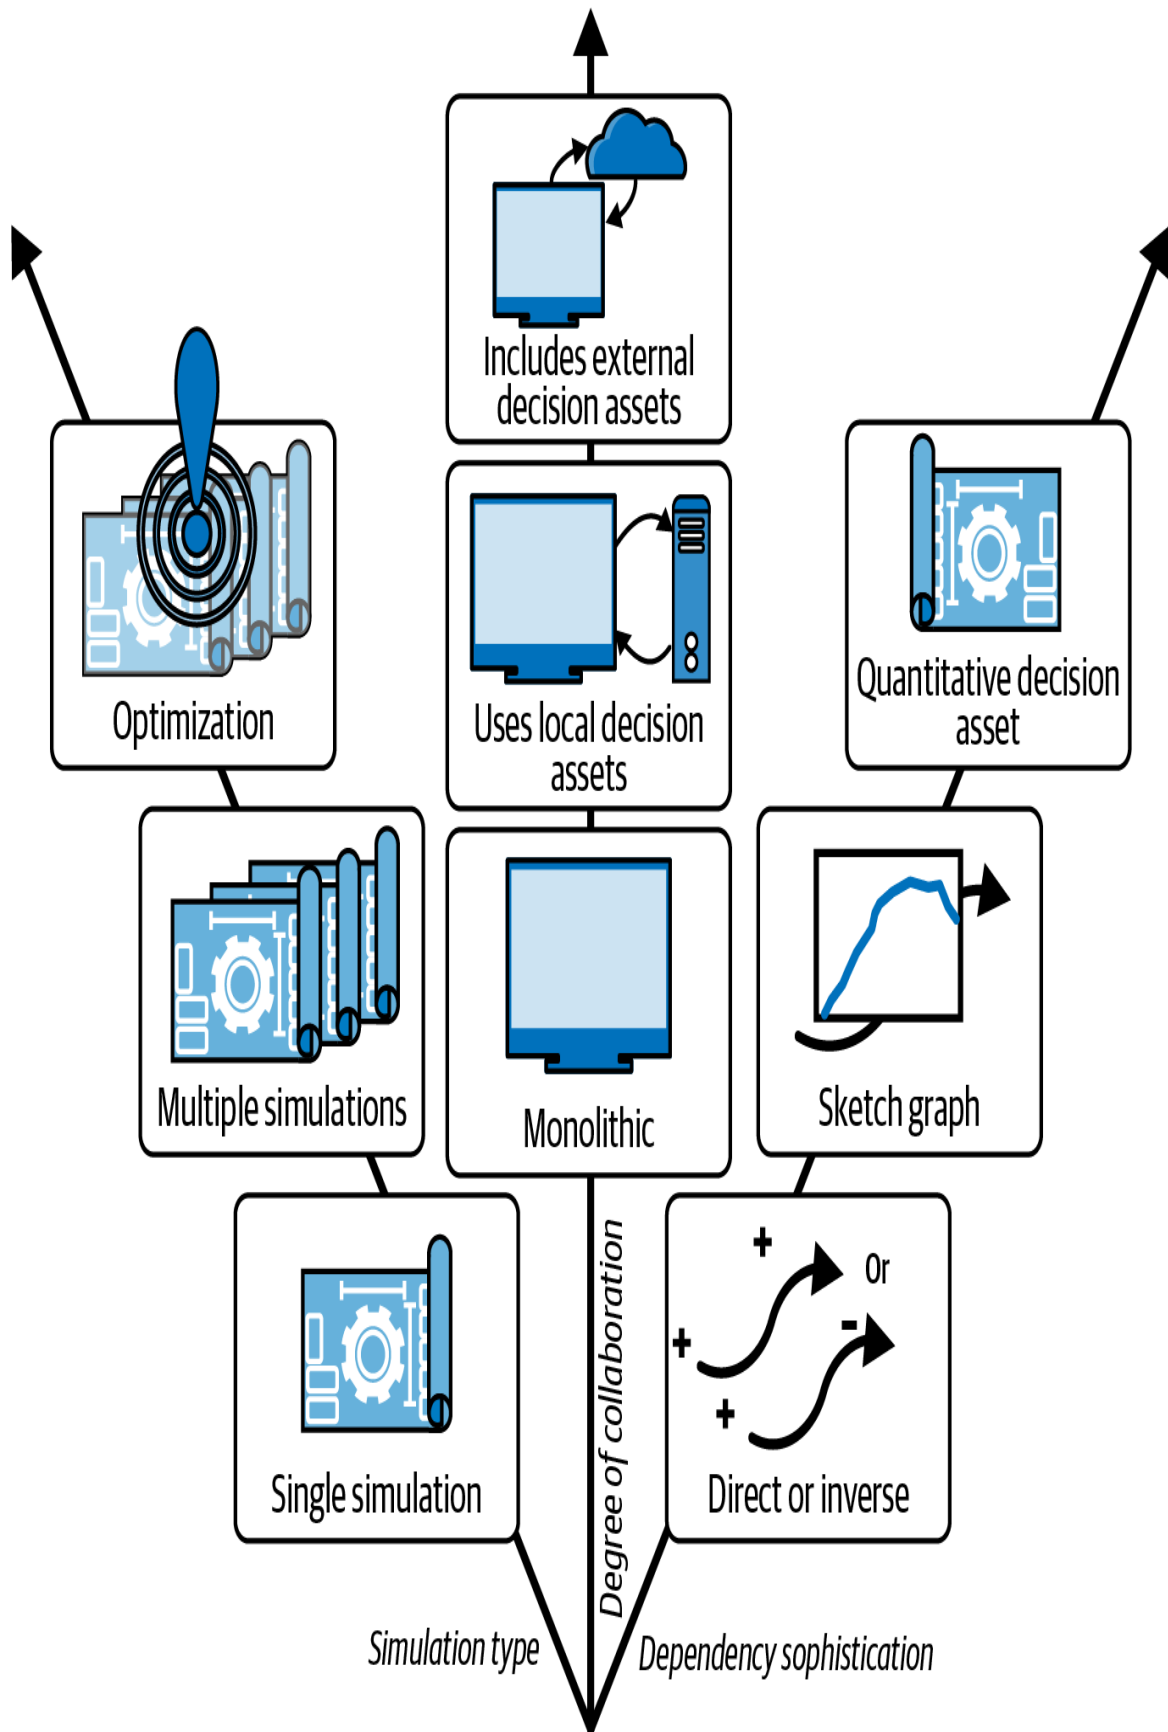 Includes external
decision assets
Optimization
Uses local decision
assets
Quantitative decision
asset
Multiple simulations
Monolithic
Sketch graph
Single simulation
+
+
or
-
+
Direct or inverse
Simulation type
Degree of collaboration
Dependency sophistication